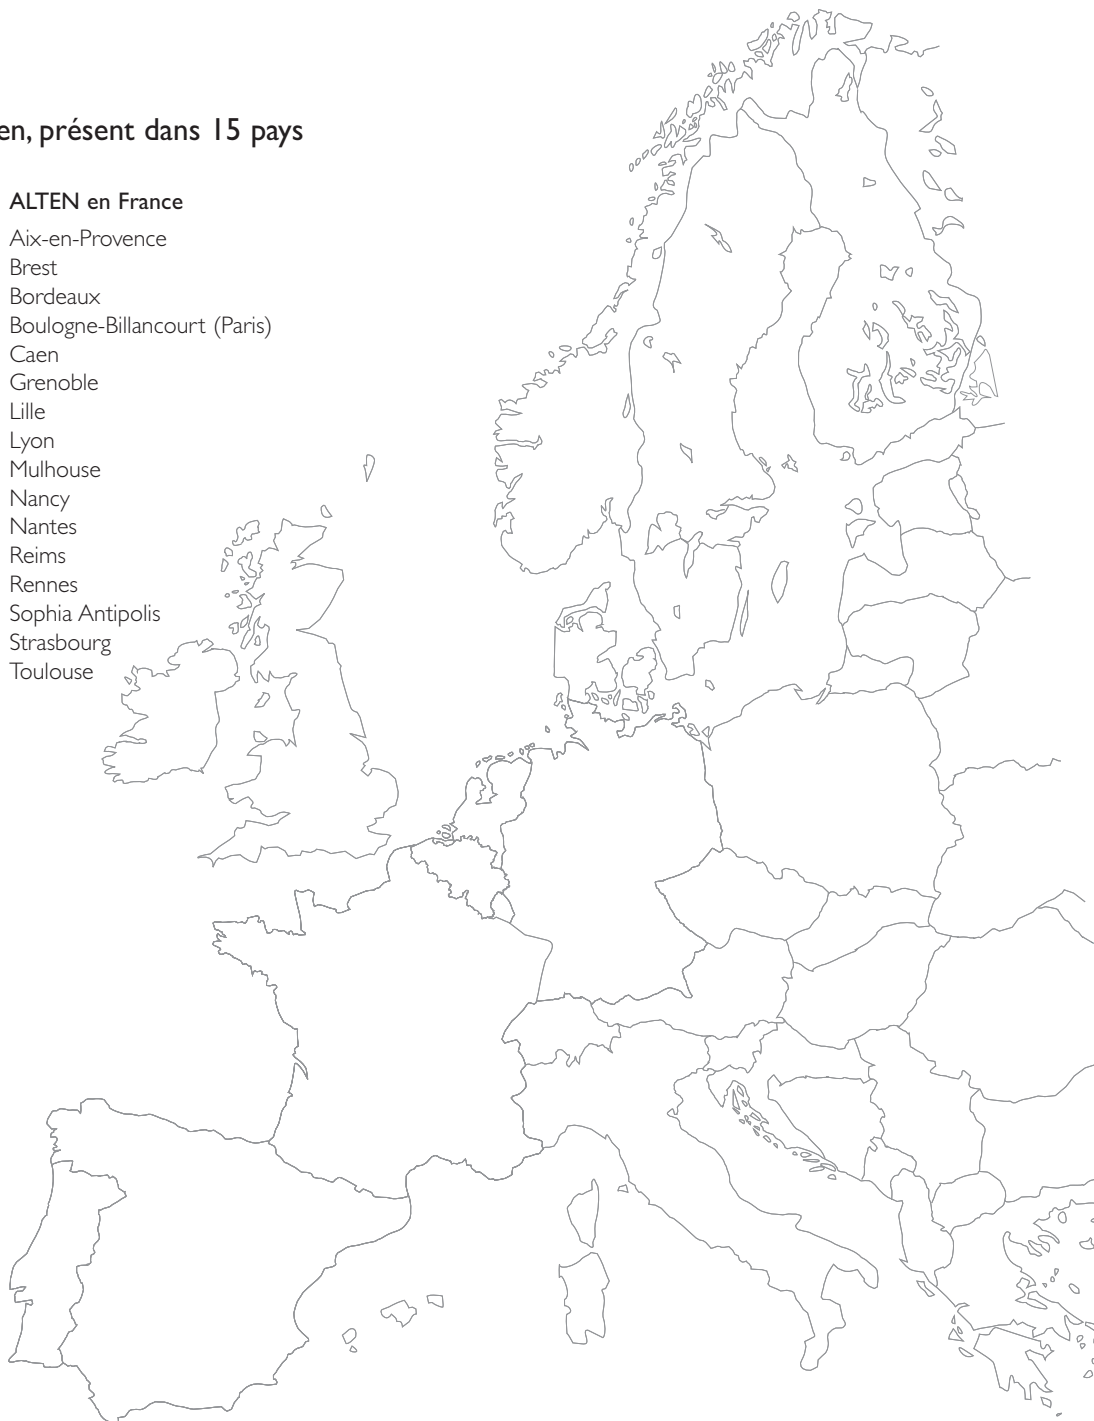 en, présent dans 15 pays
ALTEN en France
Aix-en-Provence
Brest
Bordeaux
Boulogne-Billancourt (Paris)
Caen
Grenoble
Lille
Lyon
Mulhouse
Nancy
Nantes
Reims
Rennes
Sophia Antipolis
Strasbourg
Toulouse